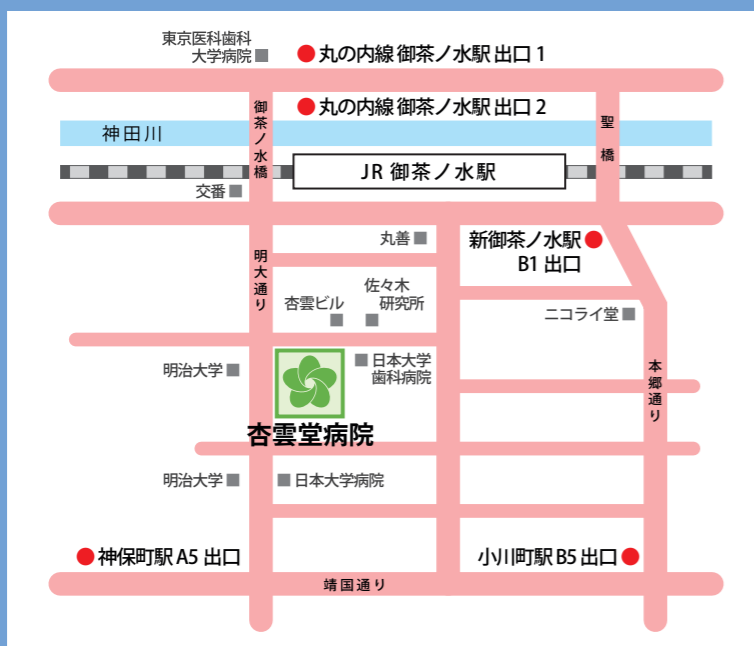 東京医科歯科
大学病院
丸の内線 御茶ノ水駅 出口 1
丸の内線 御茶ノ水駅 出口 2
御茶ノ水橋
聖橋
神田川
JR 御茶ノ水駅
交番
丸善
新御茶ノ水駅
B1 出口
明大通り
佐々木
研究所
杏雲ビル
ニコライ堂
明治大学
日本大学
歯科病院
本郷通り
杏雲堂病院
明治大学
日本大学病院
神保町駅 A5 出口
小川町駅 B5 出口
靖国通り